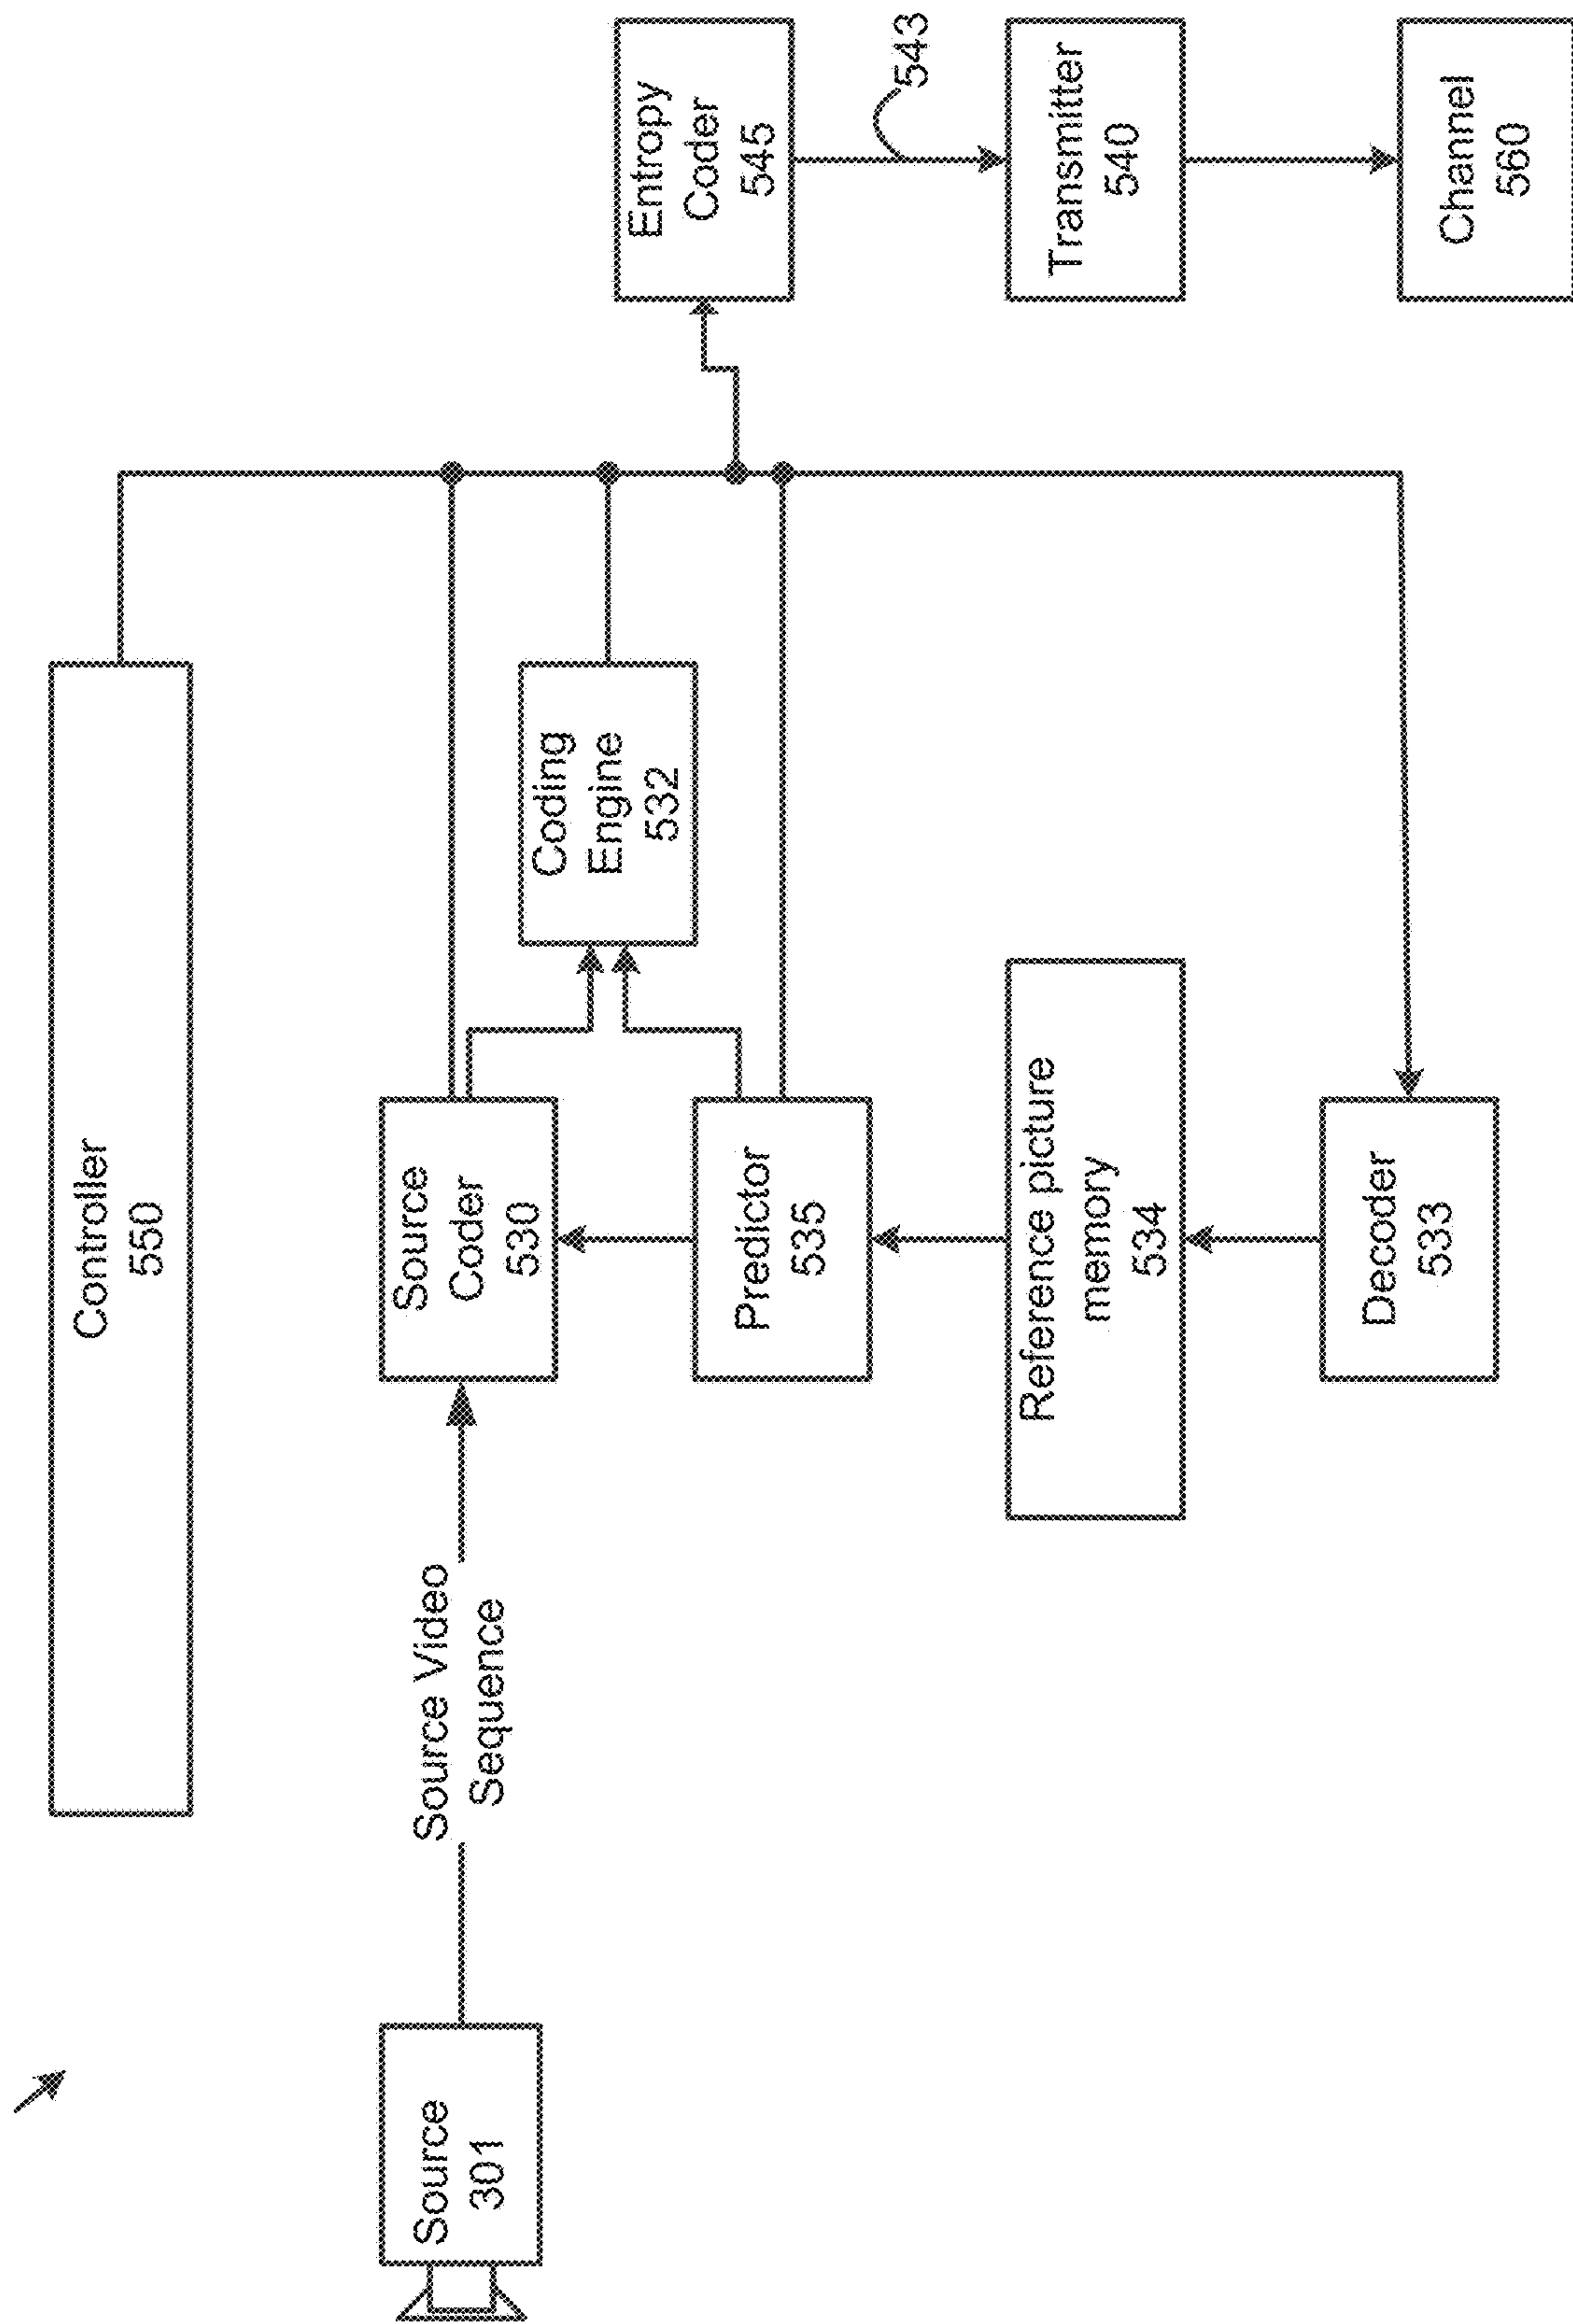 Controller
550
Source
301
Source Video
Sequence
Source
Coder
530
Coding
Engine
532
Entropy
Coder
545
543
Predictor
535
Reference picture
memory
534
Transmitter
540
Decoder
533
Channel
560